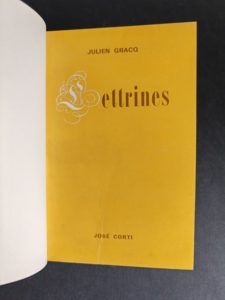 JULIEN GRACQ
Lettrines
JOSÉ CORTI